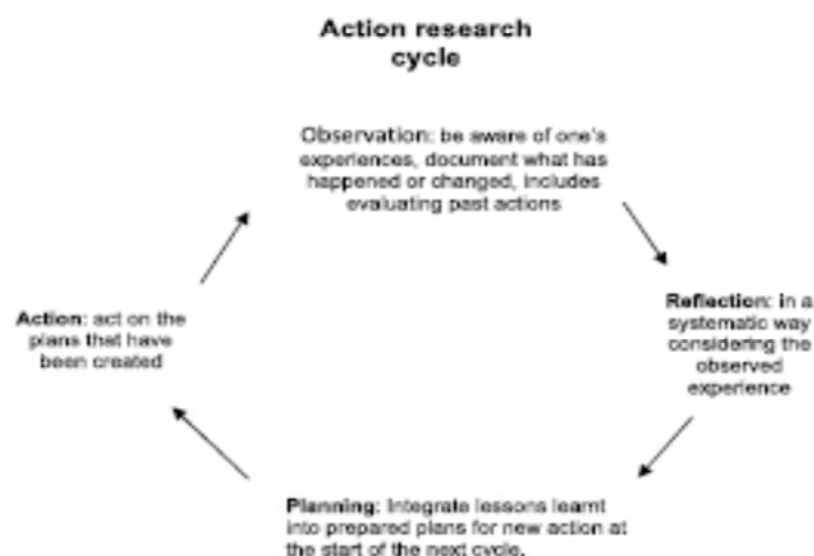 Action research
cycle
Observation: be aware of one's
experiences, document what has
happened or changed, includes
evaluating past actions
Reflection: in a
systematic way
considering the
observed
experience
Action: act on the
plans that have
been created
Planning: Integrate lessons learnt
into prepared plans for new action at
the start of the next cycle.